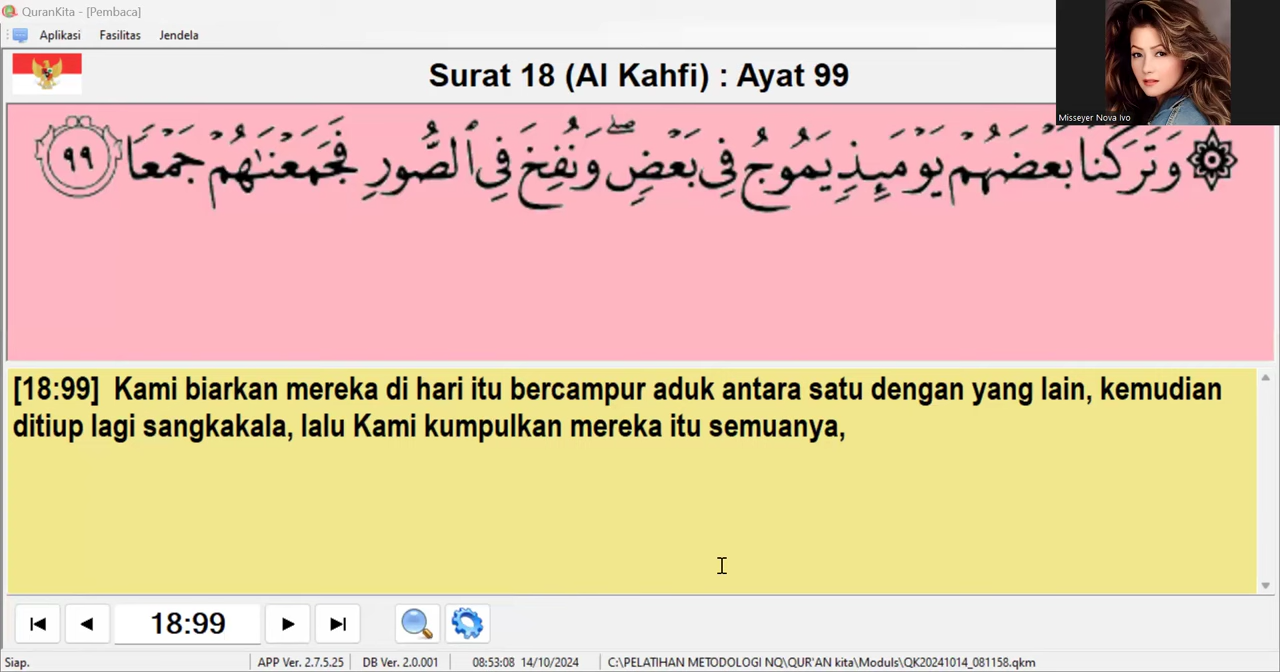 QuranKita - [Pembaca]
Aplikasi Fasilitas Jendela
Surat 18 (Al Kahfi) : Ayat 99
Misseyer Nova Ivo
۞ وَتَرَكْنَا بَعْضَهُمْ يَوْمَئِذٍ يَمُوجُ فِى بَعْضٍ ۖ وَنُفِخَ فِى ٱلصُّورِ فَجَمَعْنَٰهُمْ جَمْعًا ٩٩
[18:99] Kami biarkan mereka di hari itu bercampur aduk antara satu dengan yang lain, kemudian
ditiup lagi sangkakala, lalu Kami kumpulkan mereka itu semuanya,
18:99
Siap. APP Ver. 2.7.5.25 DB Ver. 2.0.001 08:53:08 14/10/2024 C:\PELATIHAN METODOLOGI NQ\QUR'AN kita\Moduls\QK20241014_081158.qkm